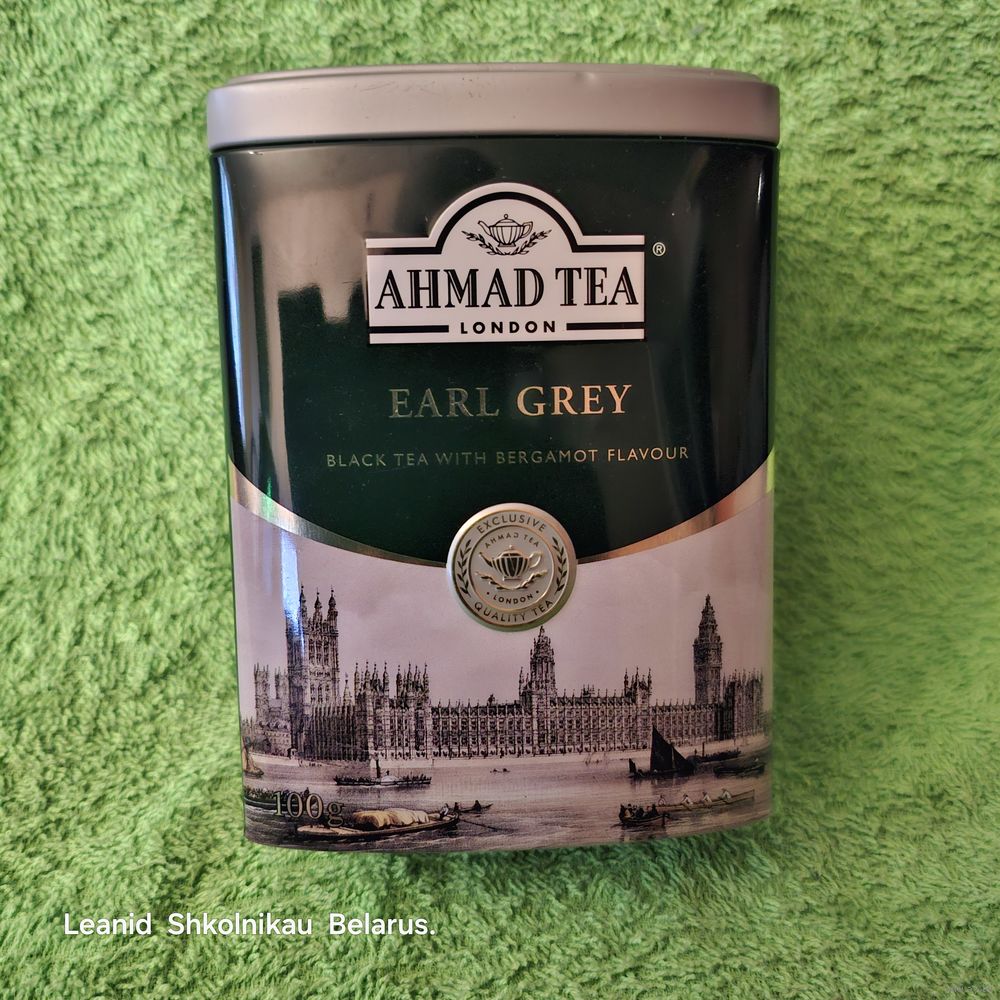 AHMAD TEA
®
LONDON
EARL GREY
BLACK TEA WITH BERGAMOT FLAVOUR
EXCLUSIVE
AHMAD TEA
· LONDON ·
QUALITY TEA
100g
Leanid Shkolnikau Belarus.